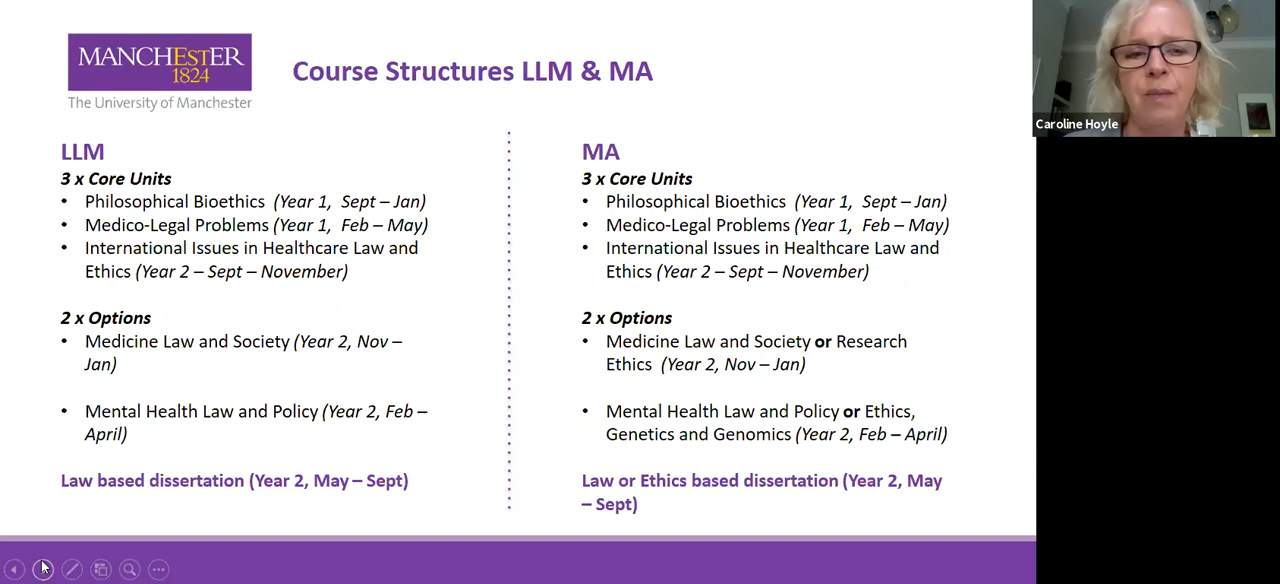 MANCHESTER
1824
The University of Manchester
Course Structures LLM & MA
LLM
3 x Core Units
• Philosophical Bioethics (Year 1, Sept – Jan)
• Medico-Legal Problems (Year 1, Feb – May)
• International Issues in Healthcare Law and
Ethics (Year 2 – Sept – November)
2 x Options
• Medicine Law and Society (Year 2, Nov –
Jan)
• Mental Health Law and Policy (Year 2, Feb –
April)
Law based dissertation (Year 2, May – Sept)
MA
3 x Core Units
• Philosophical Bioethics (Year 1, Sept – Jan)
• Medico-Legal Problems (Year 1, Feb – May)
• International Issues in Healthcare Law and
Ethics (Year 2 – Sept – November)
2 x Options
• Medicine Law and Society or Research
Ethics (Year 2, Nov – Jan)
• Mental Health Law and Policy or Ethics,
Genetics and Genomics (Year 2, Feb – April)
Law or Ethics based dissertation (Year 2, May
– Sept)
Caroline Hoyle